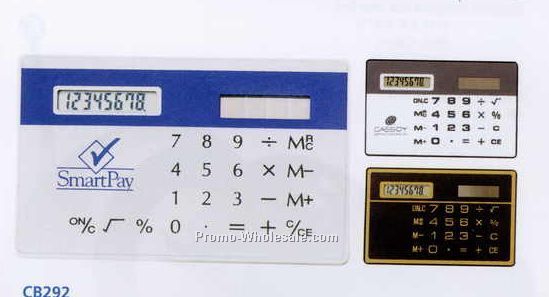 12345678.
SmartPay
7 8 9 ÷ MRC
4 5 6 × M–
1 2 3 – M+
ON/C √ % 0 · = + C/CE
Promo-Wholesale.com
12345678.
ON/C 7 8 9 ÷ √
4 5 6 × %
CASSOY
M- 1 2 3 - C
M+ 0 · = + CE
12345678.
ON/C 7 8 9 ÷ √
4 5 6 × %
M- 1 2 3 - C
M+ 0 · = + CE
CB292